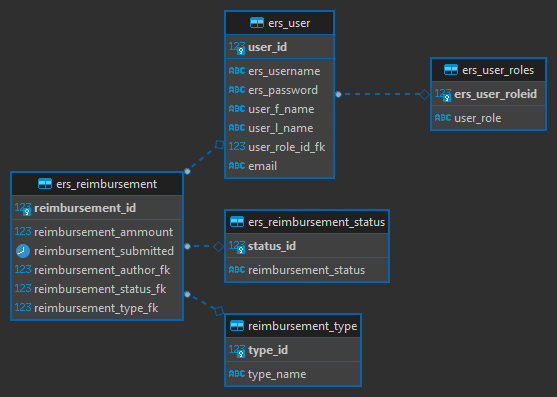 ers_user
123 user_id
ABC ers_username
ABC ers_password
ABC user_f_name
ABC user_l_name
123 user_role_id_fk
ABC email
ers_user_roles
123 ers_user_roleid
ABC user_role
ers_reimbursement
123 reimbursement_id
123 reimbursement_ammount
reimbursement_submitted
123 reimbursement_author_fk
123 reimbursement_status_fk
123 reimbursement_type_fk
ers_reimbursement_status
123 status_id
ABC reimbursement_status
reimbursement_type
123 type_id
ABC type_name